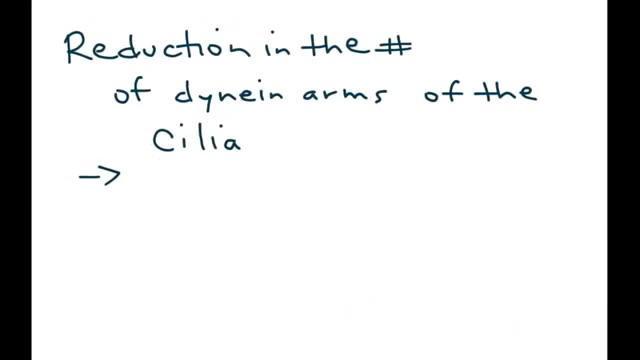 Reduction in the #
of dynein arms of the
Cilia
→